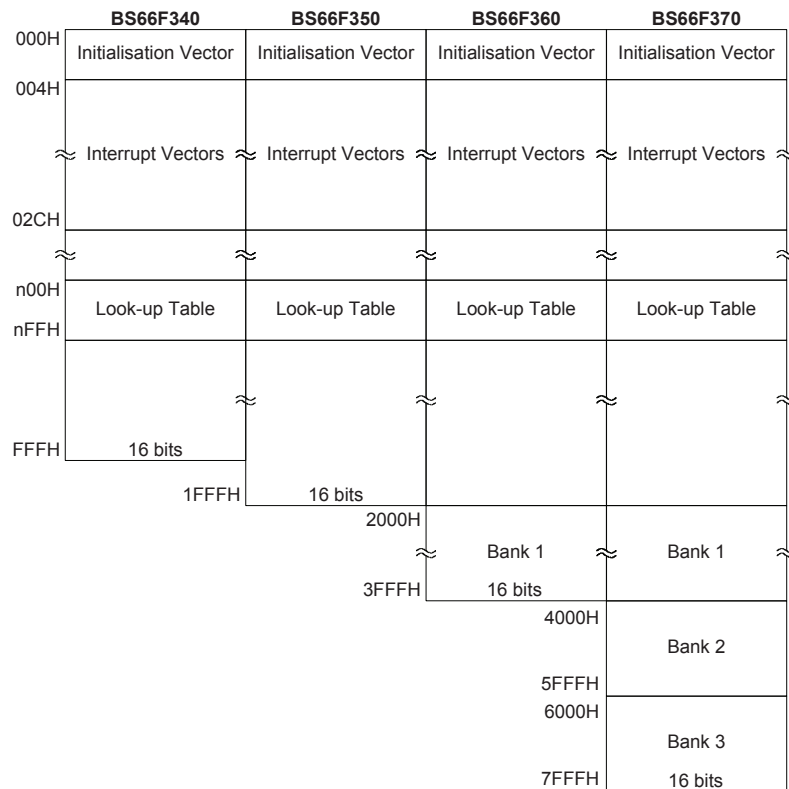 BS66F340 BS66F350 BS66F360 BS66F370
000H
Initialisation Vector Initialisation Vector Initialisation Vector Initialisation Vector
004H
Interrupt Vectors Interrupt Vectors Interrupt Vectors Interrupt Vectors
02CH
n00H
Look-up Table Look-up Table Look-up Table Look-up Table
nFFH
FFFH 16 bits
1FFFH 16 bits
2000H
Bank 1 Bank 1
3FFFH 16 bits
4000H
Bank 2
5FFFH
6000H
Bank 3
7FFFH 16 bits